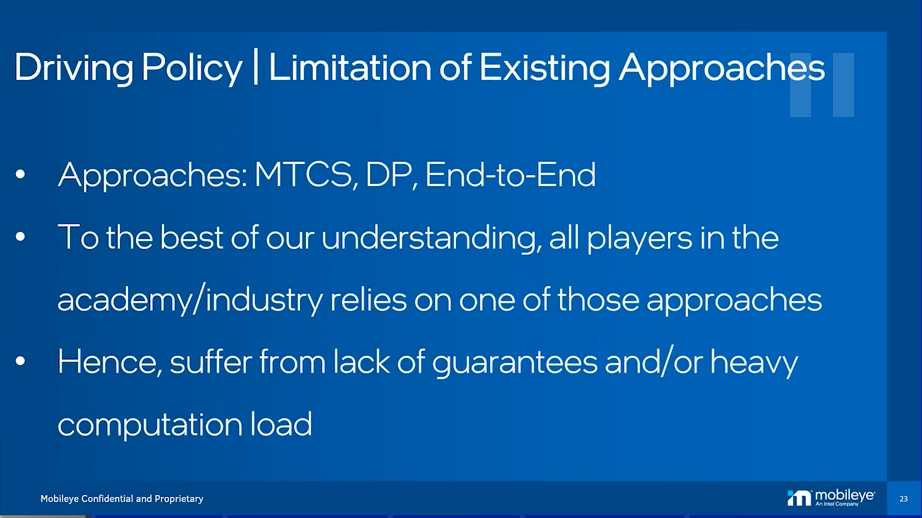 Driving Policy | Limitation of Existing Approaches
• Approaches: MTCS, DP, End-to-End
• To the best of our understanding, all players in the
academy/industry relies on one of those approaches
• Hence, suffer from lack of guarantees and/or heavy
computation load
Mobileye Confidential and Proprietary
mobileye™
An Intel Company
23